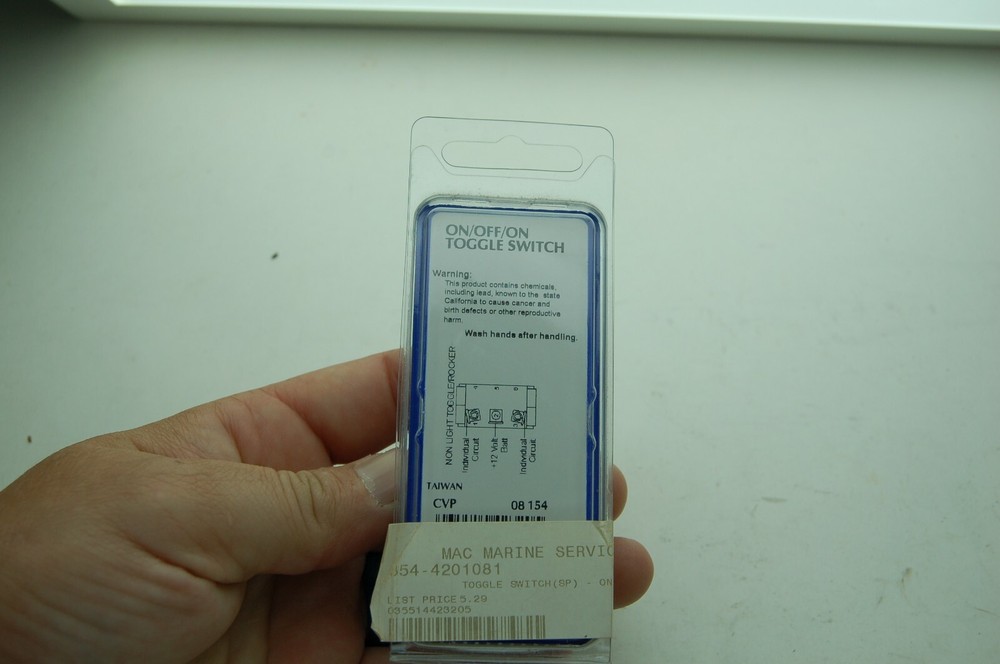 ON/OFF/ON
TOGGLE SWITCH
Warning:
This product contains chemicals,
including lead, known to the state
California to cause cancer and
birth defects or other reproductive
harm.
Wash hands after handling.
NON LIGHT TOGGLE/ROCKER
Individual
Circuit
+12 Volt
Batt
Individual
Circuit
TAIWAN
CVP 08 154
MAC MARINE SERVIC
354-4201081
TOGGLE SWITCH(SP) - ON
LIST PRICE 5.29
035514423205